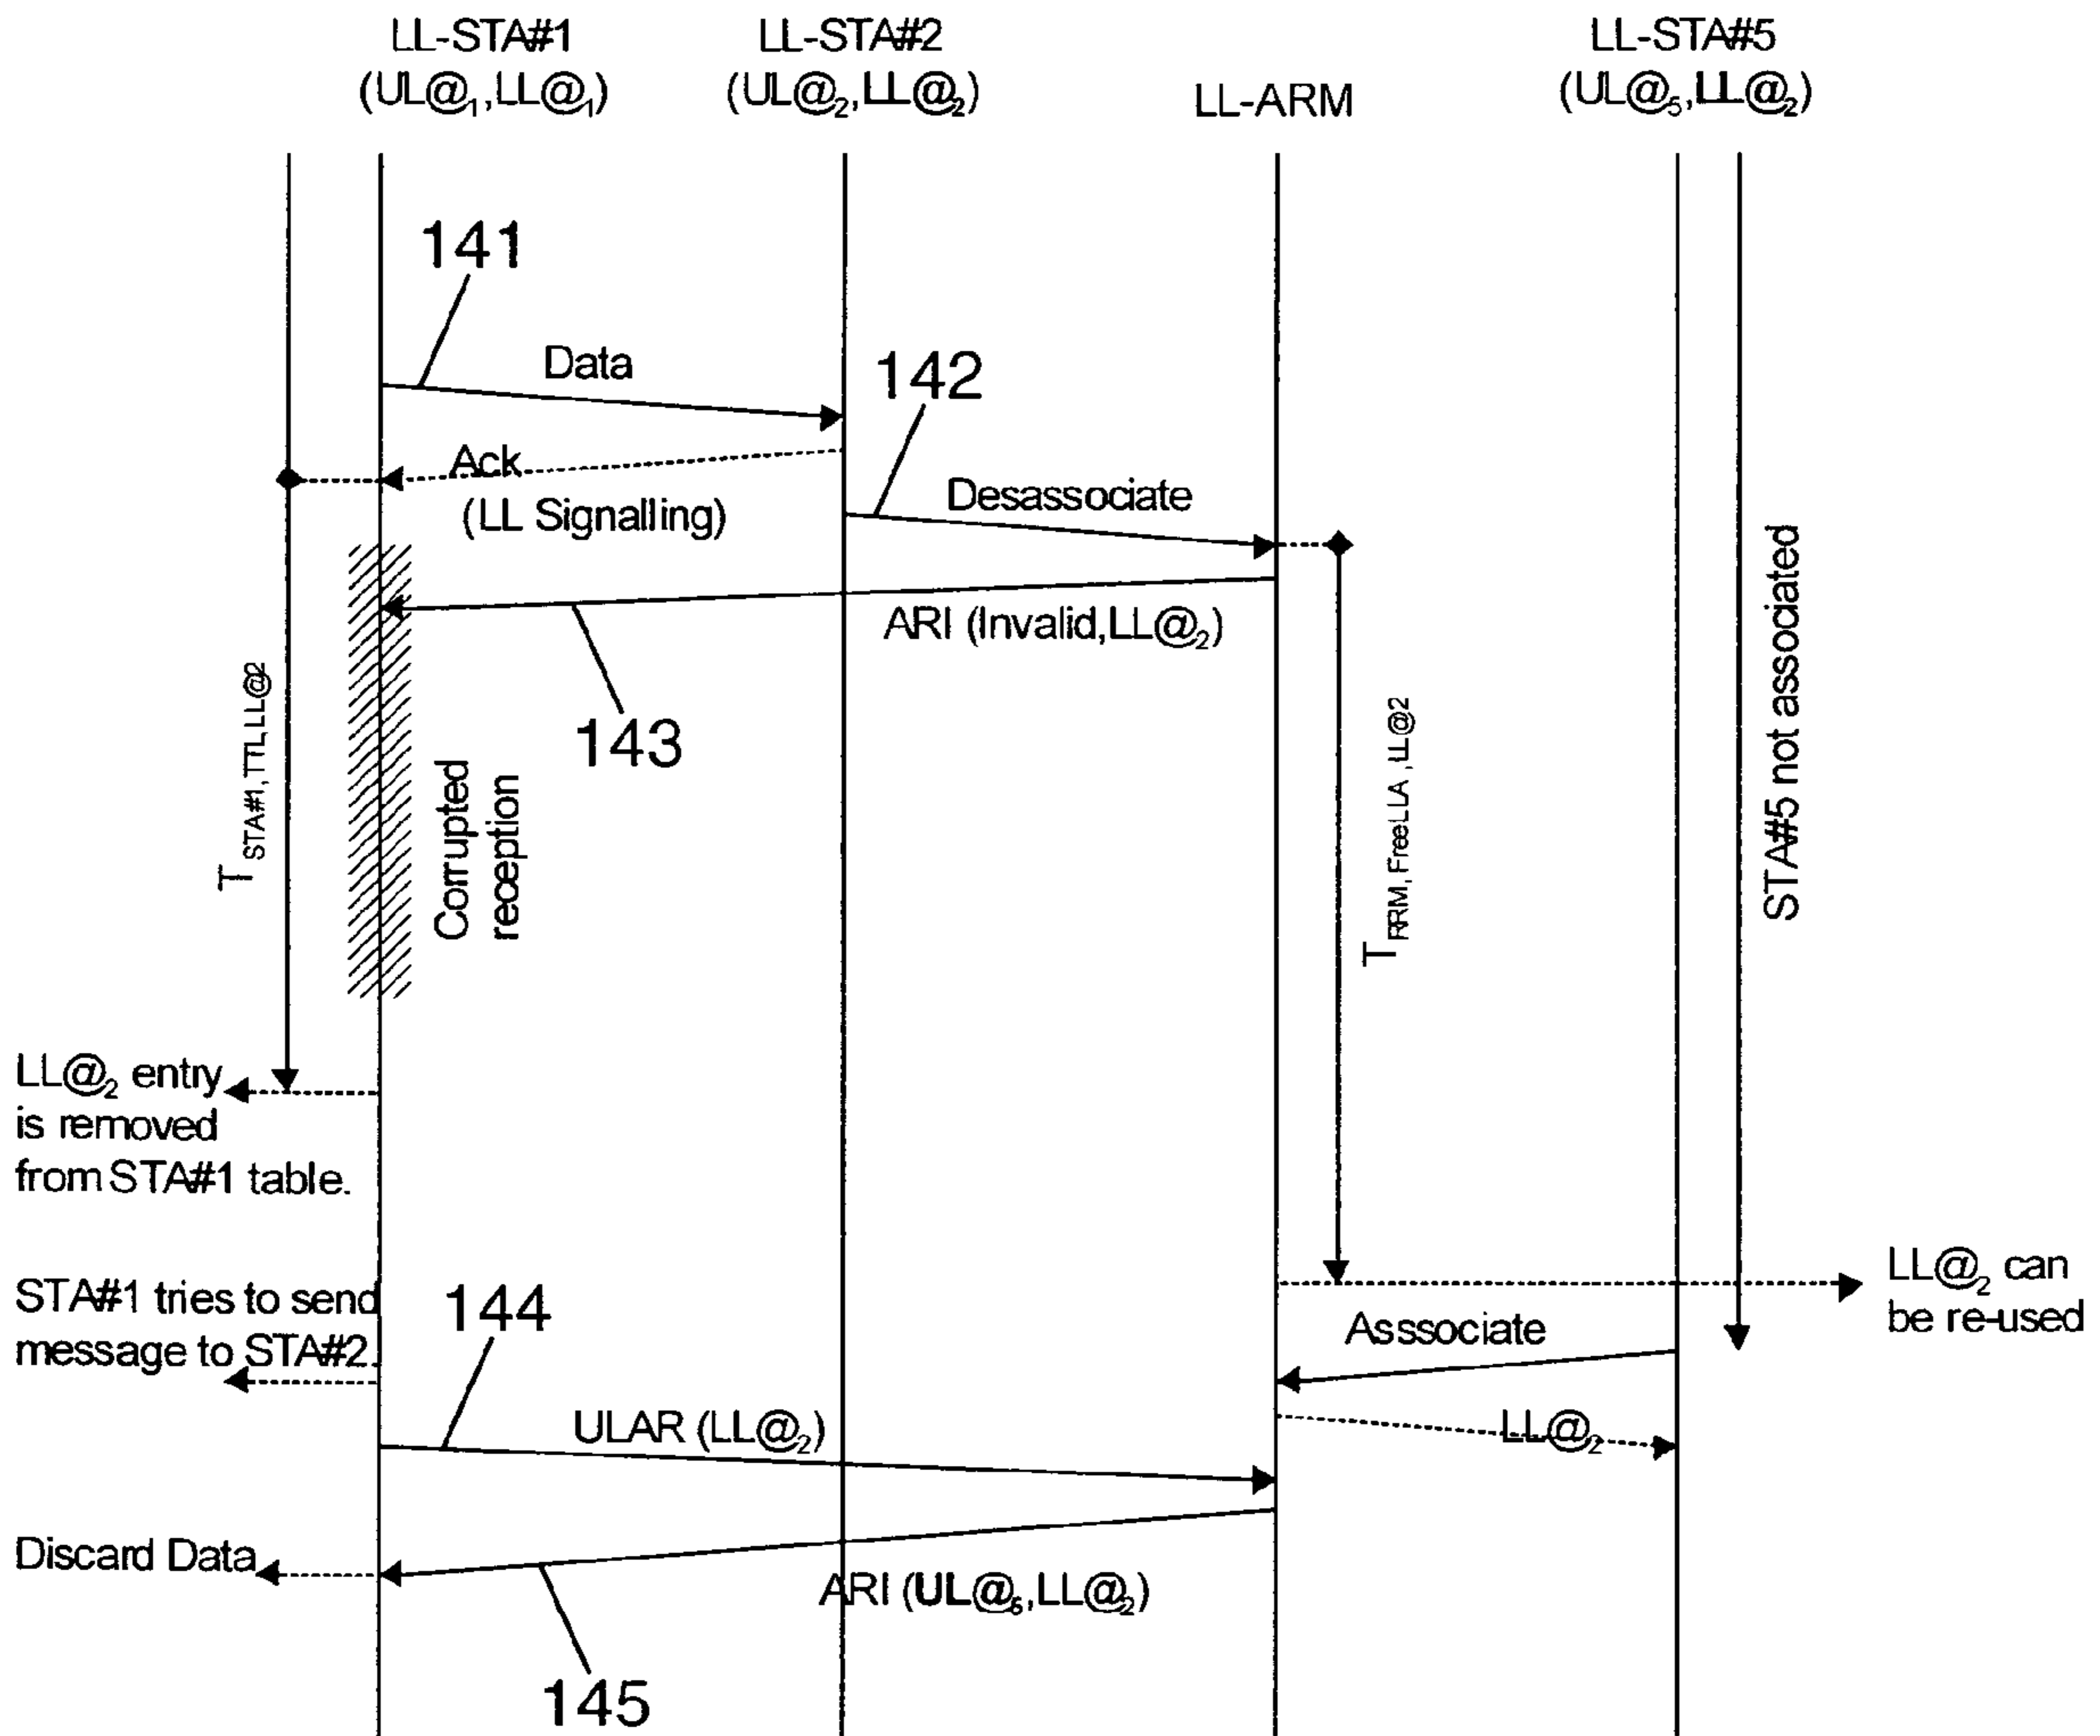 LL-STA#1
(UL@1,LL@1)
LL-STA#2
(UL@2,LL@2)
LL-ARM
LL-STA#5
(UL@5,LL@2)
141
Data
142
Ack
(LL Signalling)
Desassociate
ARI (Invalid,LL@2)
143
T STA#1, TTL LL@2
Corrupted
reception
T RRM, FreeLLA , LL@2
STA#5 not associated
LL@2 entry
is removed
from STA#1 table.
LL@2 can
be re-used
STA#1 tries to send
message to STA#2.
144
Asssociate
ULAR (LL@2)
LL@2
Discard Data
ARI (UL@5,LL@2)
145